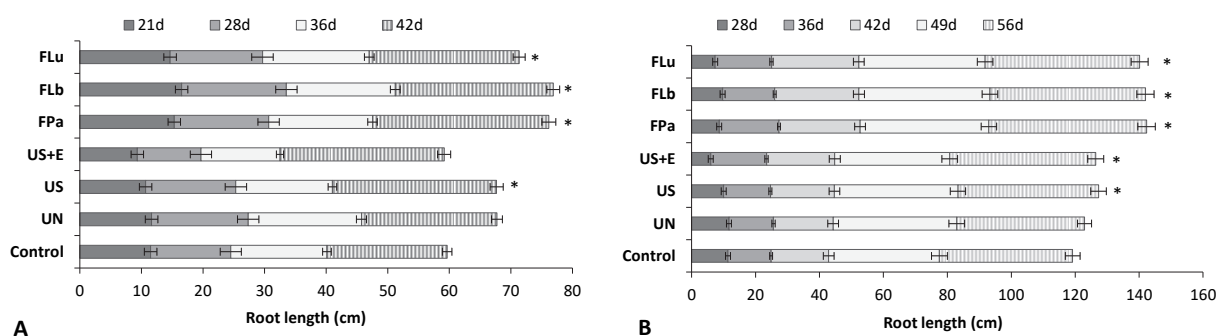 21d 28d 36d 42d
FLu *
FLb *
FPa *
US+E
US *
UN
Control
0 10 20 30 40 50 60 70 80
Root length (cm)
A
28d 36d 42d 49d 56d
FLu *
FLb *
FPa *
US+E *
US *
UN
Control
0 20 40 60 80 100 120 140 160
Root length (cm)
B